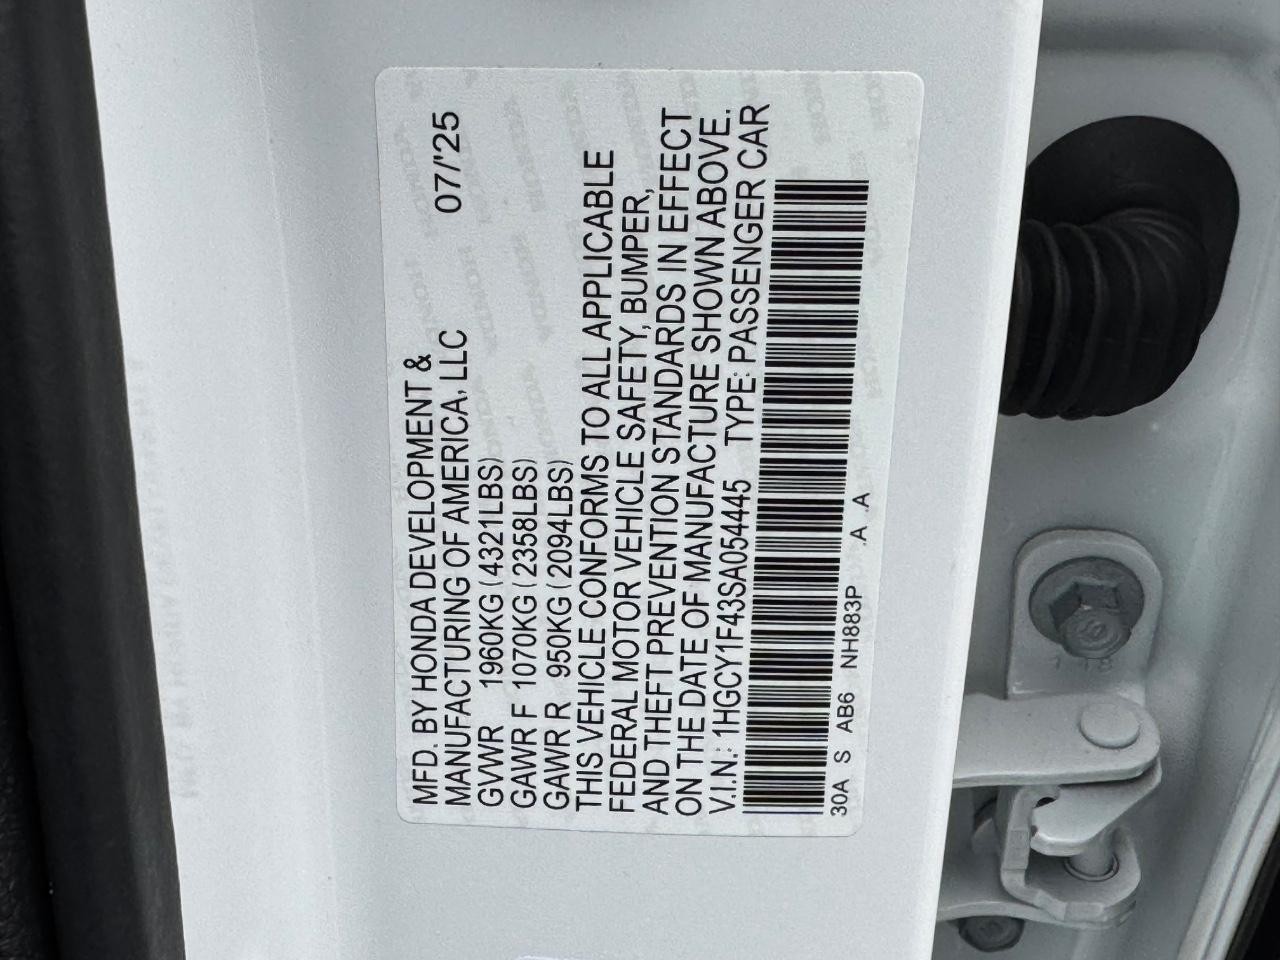 MFD. BY HONDA DEVELOPMENT &
MANUFACTURING OF AMERICA, LLC 07/'25
GVWR 1960KG (4321LBS)
GAWR F 1070KG (2358LBS)
GAWR R 950KG (2094LBS)
THIS VEHICLE CONFORMS TO ALL APPLICABLE
FEDERAL MOTOR VEHICLE SAFETY, BUMPER,
AND THEFT PREVENTION STANDARDS IN EFFECT
ON THE DATE OF MANUFACTURE SHOWN ABOVE.
V.I.N.: 1HGCY1F43SA054445 TYPE: PASSENGER CAR
30A S AB6 NH883P .A .A